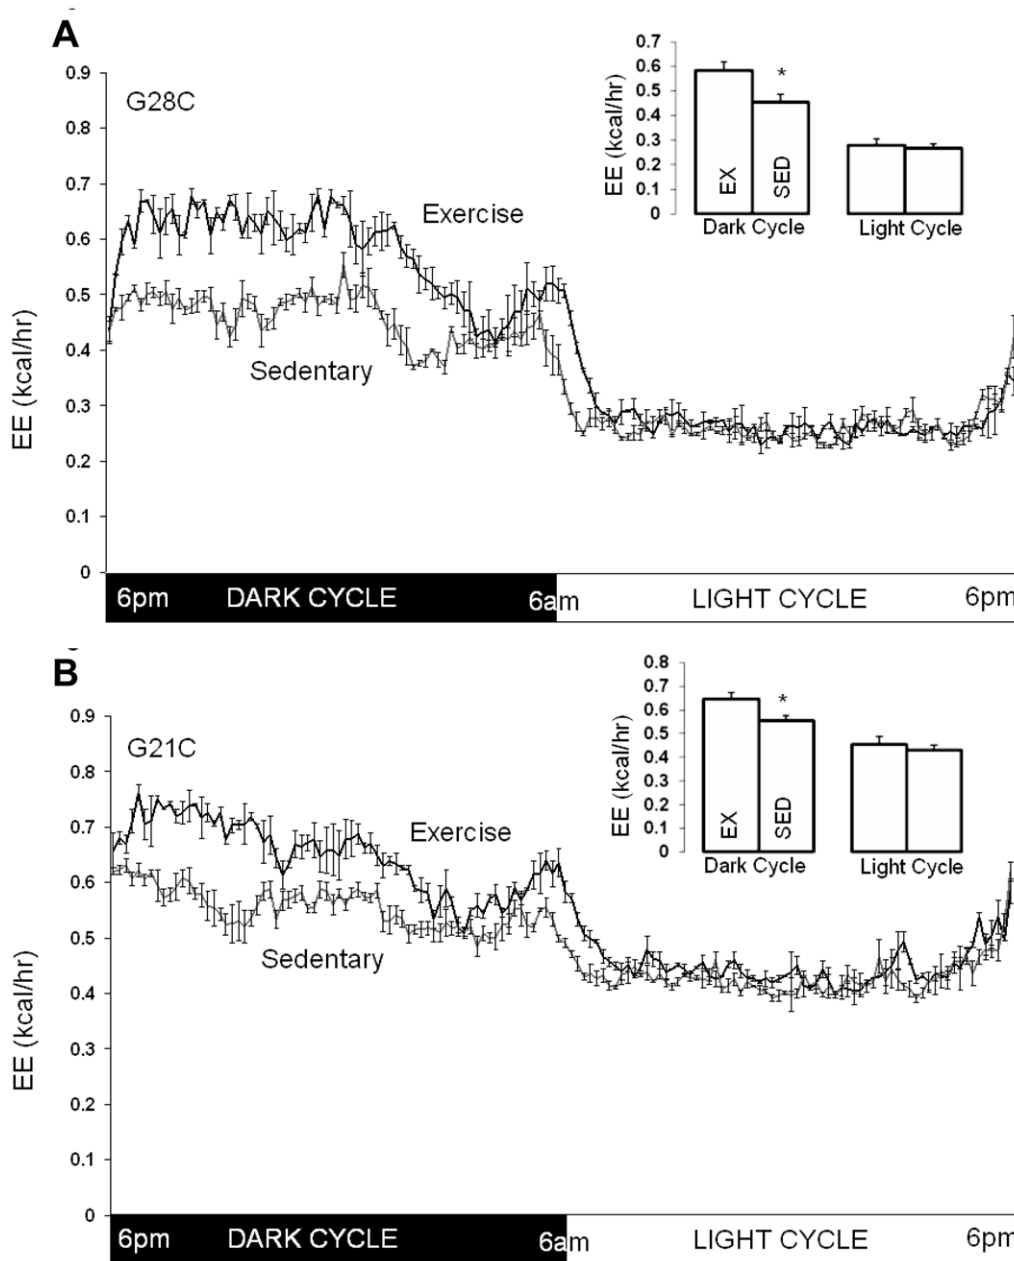 A
G28C
0.9
0.8
0.7
0.6
0.5
0.4
0.3
0.2
0.1
0
EE (kcal/hr)
Exercise
Sedentary
0.7
0.6
0.5
0.4
0.3
0.2
0.1
0
EE (kcal/hr)
*
EX
SED
Dark Cycle
Light Cycle
6pm
DARK CYCLE
6am
LIGHT CYCLE
6pm
B
G21C
0.9
0.8
0.7
0.6
0.5
0.4
0.3
0.2
0.1
0
EE (kcal/hr)
Exercise
Sedentary
0.8
0.7
0.6
0.5
0.4
0.3
0.2
0.1
0
EE (kcal/hr)
*
EX
SED
Dark Cycle
Light Cycle
6pm
DARK CYCLE
6am
LIGHT CYCLE
6pm